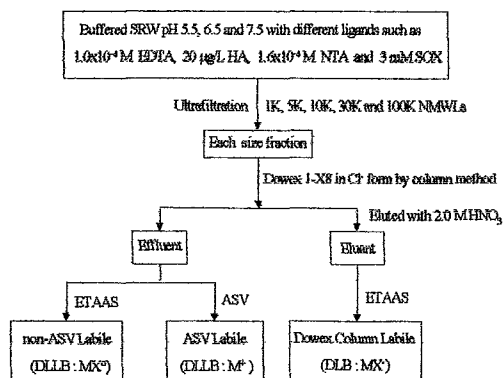 Buffered SRW pH 5.5, 6.5 and 7.5 with different ligands such as
1.0x10⁻⁴ M EDTA, 20 µg/L HA, 1.6x10⁻⁴ M NTA and 3 mM SOX
Ultrafiltration
1K, 5K, 10K, 30K and 100K NMWLs
Each size fraction
Dowex 1-X8 in Cl⁻ form by column method
Eluted with 2.0 M HNO₃
Effluent
Eluant
ETAAS
ASV
ETAAS
non-ASV Labile
(DLLB : MX⁰)
ASV Labile
(DLLB : M⁺)
Dowex Column Labile
(DLB : MX⁻)